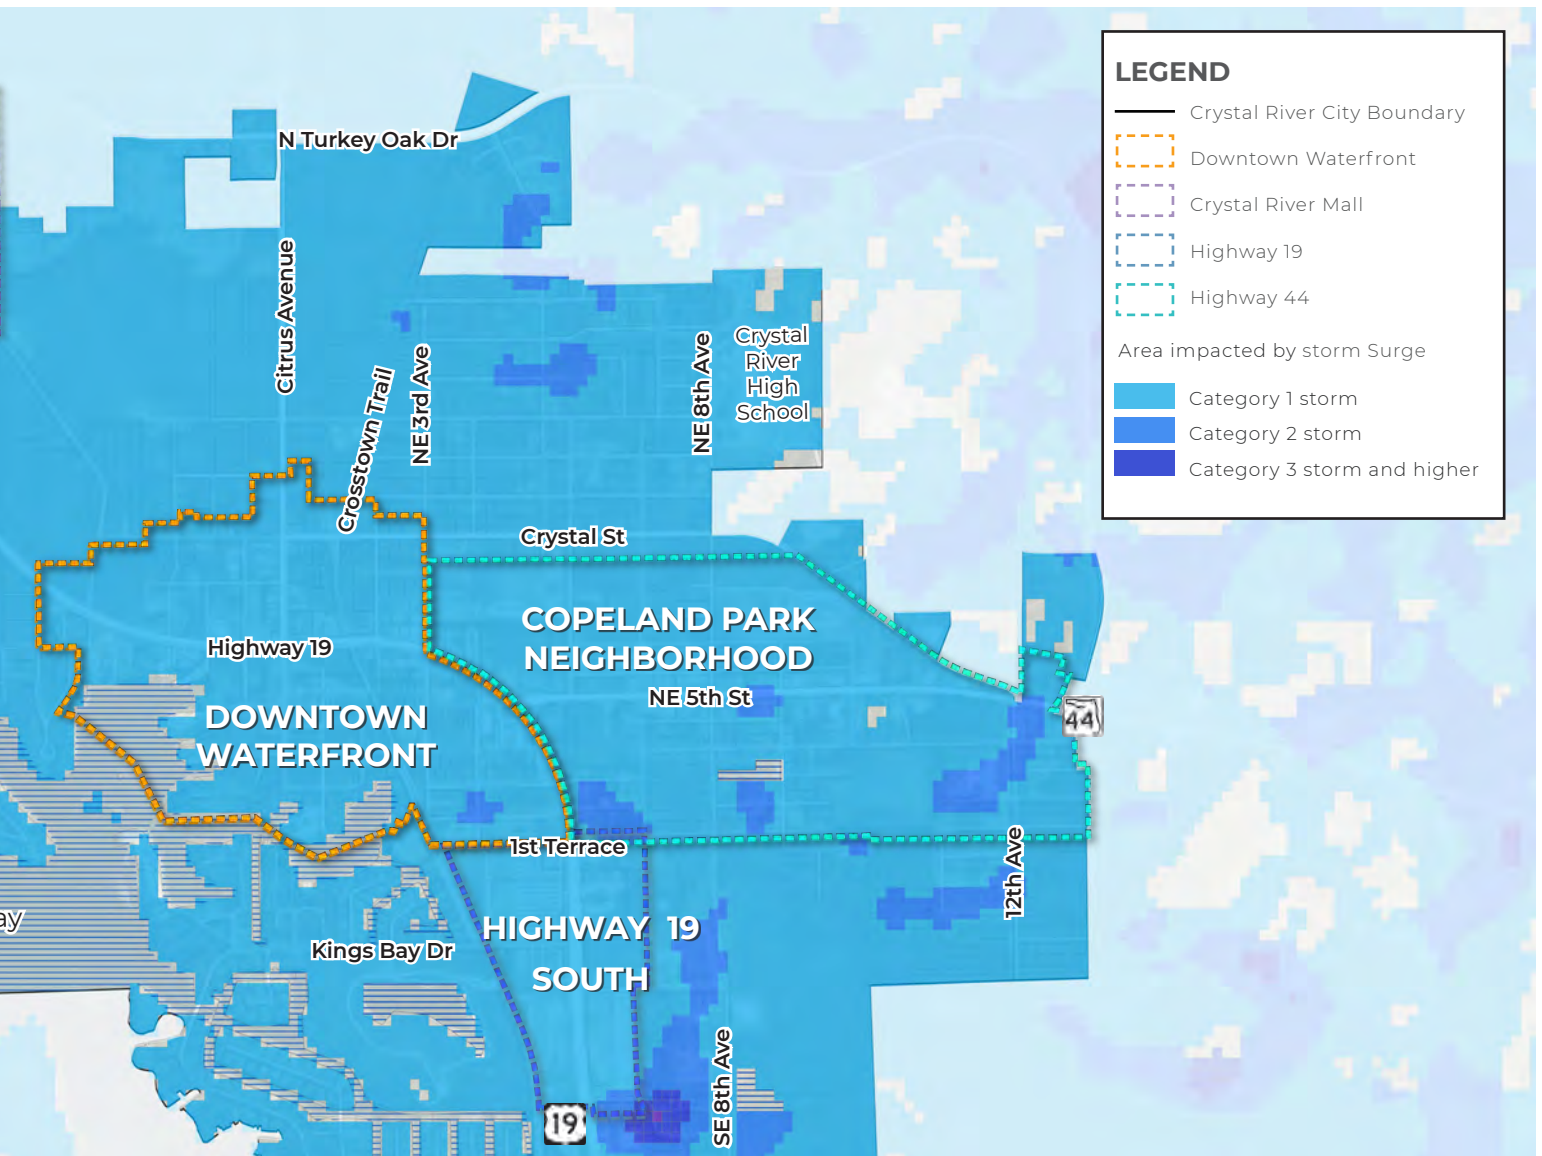 LEGEND
Crystal River City Boundary
Downtown Waterfront
Crystal River Mall
Highway 19
Highway 44
Area impacted by storm Surge
Category 1 storm
Category 2 storm
Category 3 storm and higher
N Turkey Oak Dr
Citrus Avenue
Crosstown Trail
NE 3rd Ave
NE 8th Ave
Crystal
River
High
School
Crystal St
COPELAND PARK
NEIGHBORHOOD
Highway 19
NE 5th St
DOWNTOWN
WATERFRONT
44
1st Terrace
12th Ave
ay
HIGHWAY 19
SOUTH
Kings Bay Dr
SE 8th Ave
19